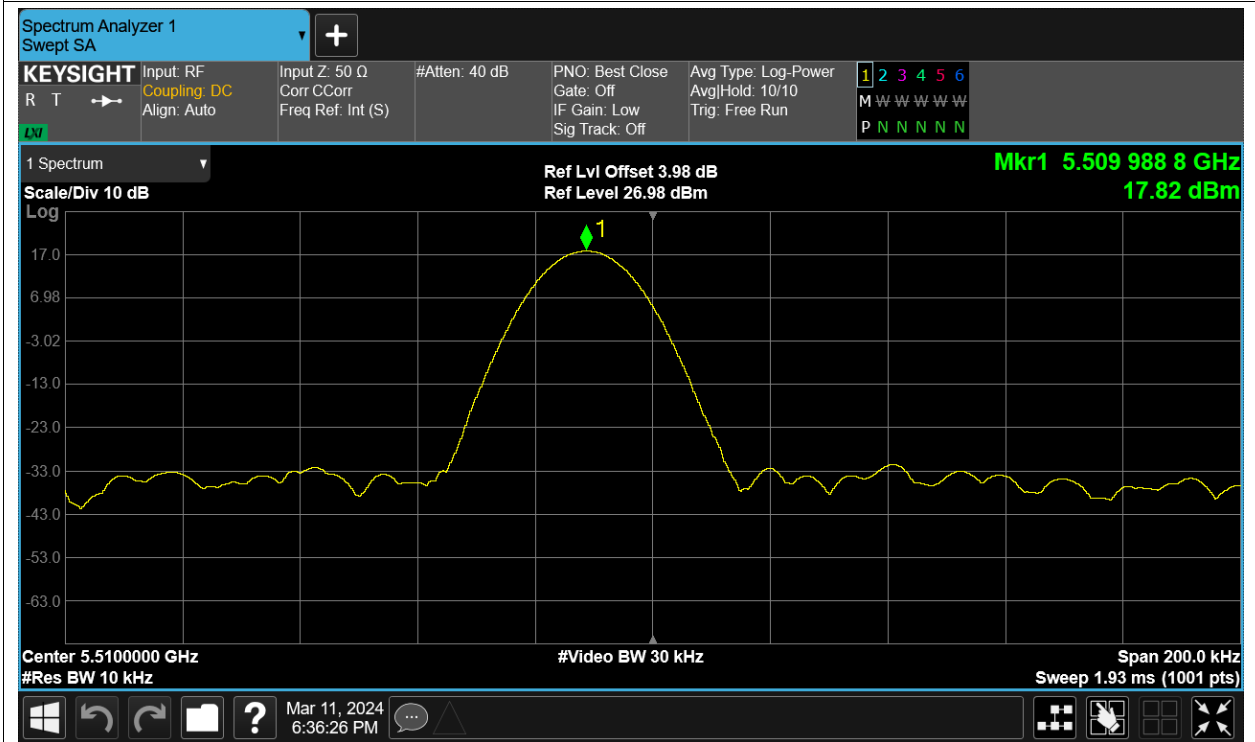 Spectrum Analyzer 1
Swept SA
+
KEYSIGHT
R T
LXI
Input: RF
Coupling: DC
Align: Auto
Input Z: 50 Ω
Corr CCorr
Freq Ref: Int (S)
#Atten: 40 dB
PNO: Best Close
Gate: Off
IF Gain: Low
Sig Track: Off
Avg Type: Log-Power
Avg|Hold: 10/10
Trig: Free Run
1 2 3 4 5 6
M W W W W W
P N N N N N
1 Spectrum
Scale/Div 10 dB
Log
Ref Lvl Offset 3.98 dB
Ref Level 26.98 dBm
Mkr1 5.509 988 8 GHz
17.82 dBm
1
17.0
6.98
-3.02
-13.0
-23.0
-33.0
-43.0
-53.0
-63.0
Center 5.5100000 GHz
#Res BW 10 kHz
#Video BW 30 kHz
Span 200.0 kHz
Sweep 1.93 ms (1001 pts)
?
Mar 11, 2024
6:36:26 PM